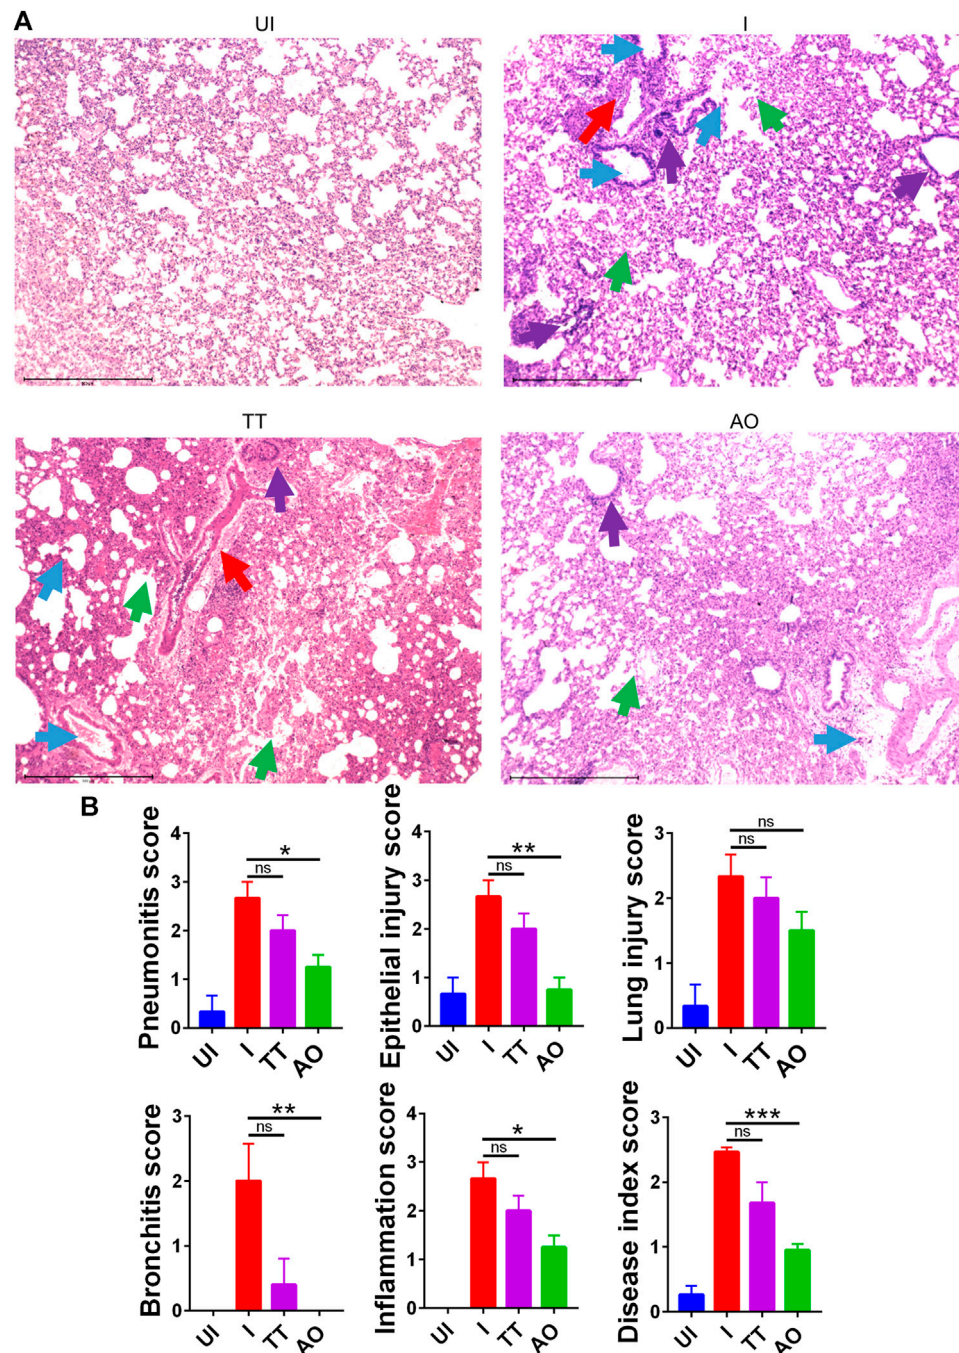 A
UI
I
TT
AO
B
Pneumonitis score
4
3
2
1
0
*
ns
UI
I
TT
AO
Epithelial injury score
4
3
2
1
0
**
ns
UI
I
TT
AO
Lung injury score
3
2
1
0
ns
ns
UI
I
TT
AO
Bronchitis score
3
2
1
0
**
ns
UI
I
TT
AO
Inflammation score
4
3
2
1
0
*
ns
UI
I
TT
AO
Disease index score
3
2
1
0
***
ns
UI
I
TT
AO